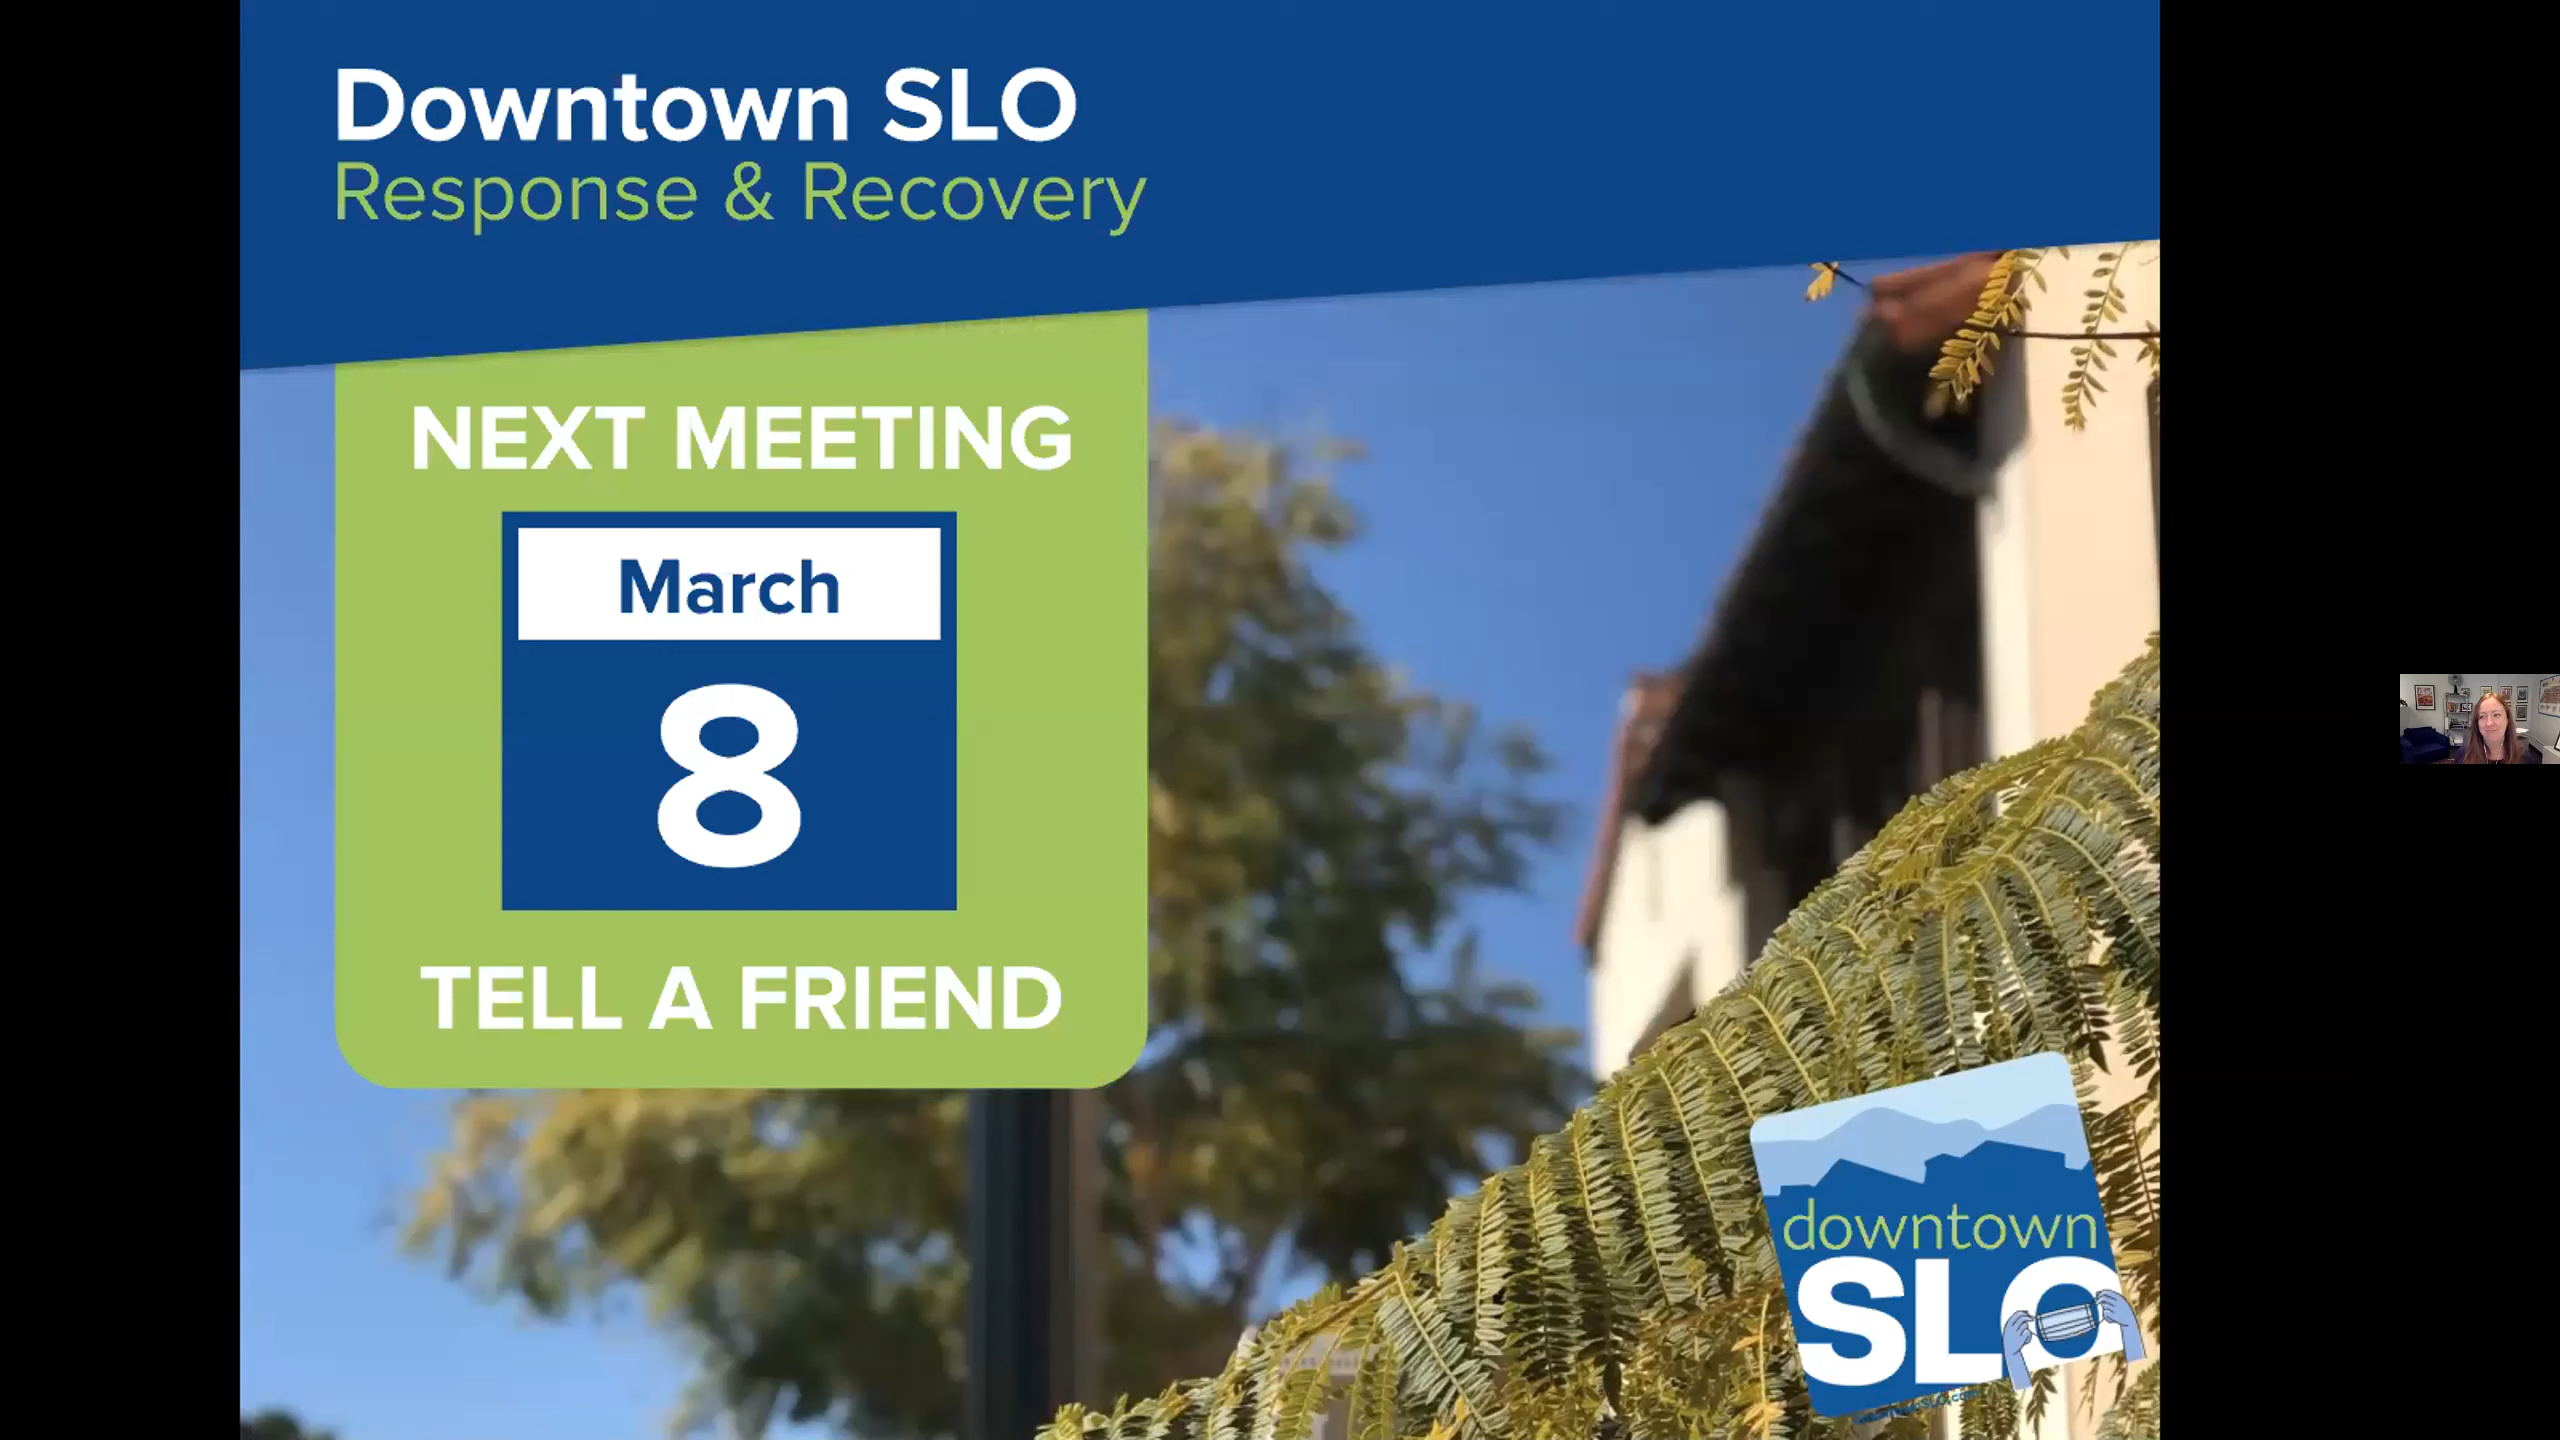 Downtown SLO
Response & Recovery
NEXT MEETING
March
8
TELL A FRIEND
downtown
SLO